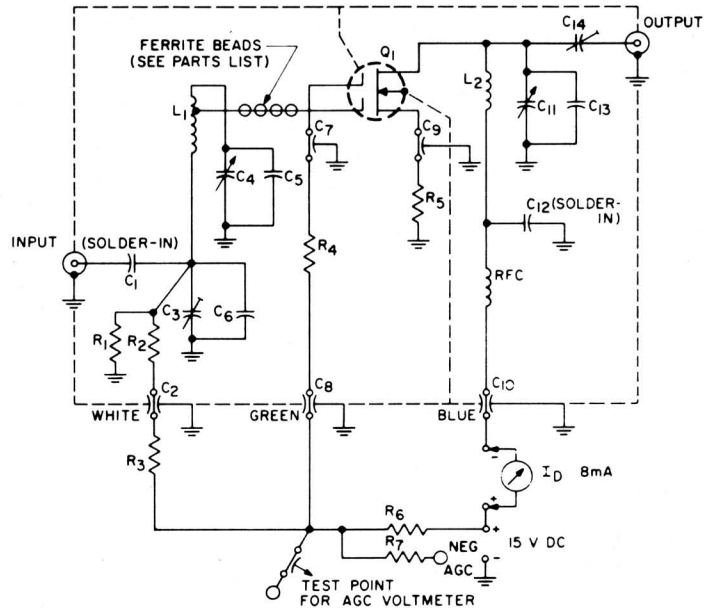 C14
OUTPUT
FERRITE BEADS
(SEE PARTS LIST)
Q1
L1
L2
C7
C9
C11
C13
C4
C5
R5
C12 (SOLDER-
IN)
INPUT
(SOLDER-IN)
C1
R4
RFC
C3
C6
R1
R2
C2
C8
C10
WHITE
GREEN
BLUE
R3
-
ID 8mA
+
R6
+
15 V DC
R7
NEG
AGC
-
TEST POINT
FOR AGC VOLTMETER